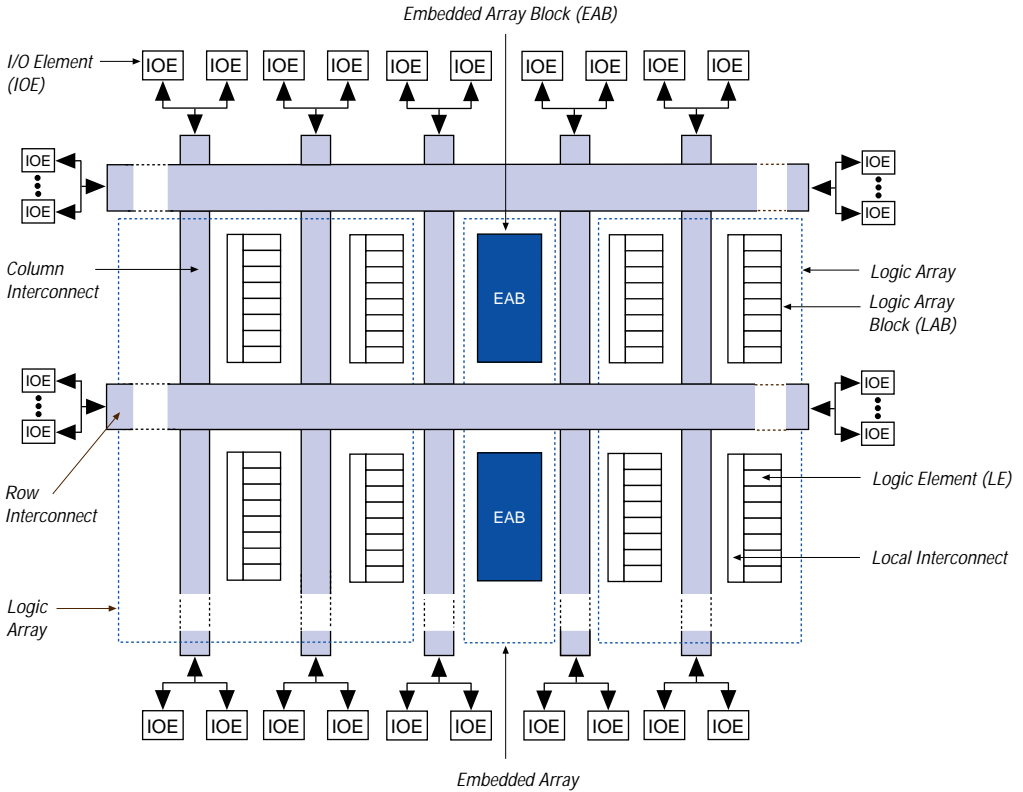 Embedded Array Block (EAB)
I/O Element
(IOE)
IOE IOE IOE IOE IOE IOE IOE IOE IOE IOE
IOE IOE
IOE IOE
Column
Interconnect
EAB
Logic Array
Logic Array
Block (LAB)
IOE IOE
IOE IOE
Row
Interconnect
EAB
Logic Element (LE)
Local Interconnect
Logic
Array
IOE IOE IOE IOE IOE IOE IOE IOE IOE IOE
Embedded Array